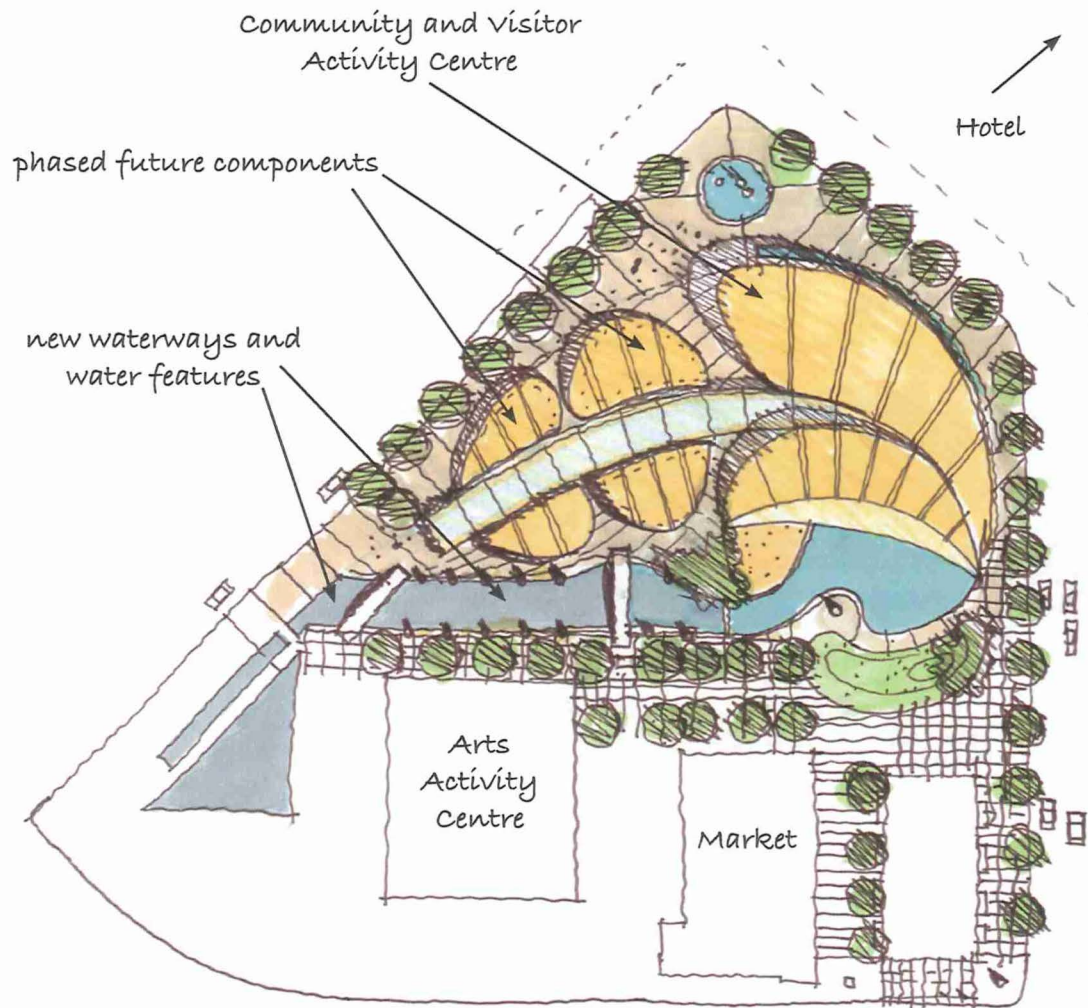 Community and Visitor
Activity Centre
Hotel
phased future components
new waterways and
water features
Arts
Activity
Centre
Market